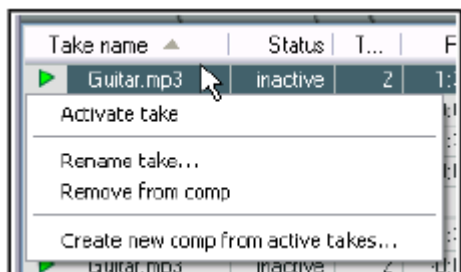 Take name Status T... F
Guitar.mp3 inactive 2 1:
Activate take
Rename take...
Remove from comp
Create new comp from active takes...
Guitar.mp3 inactive 2